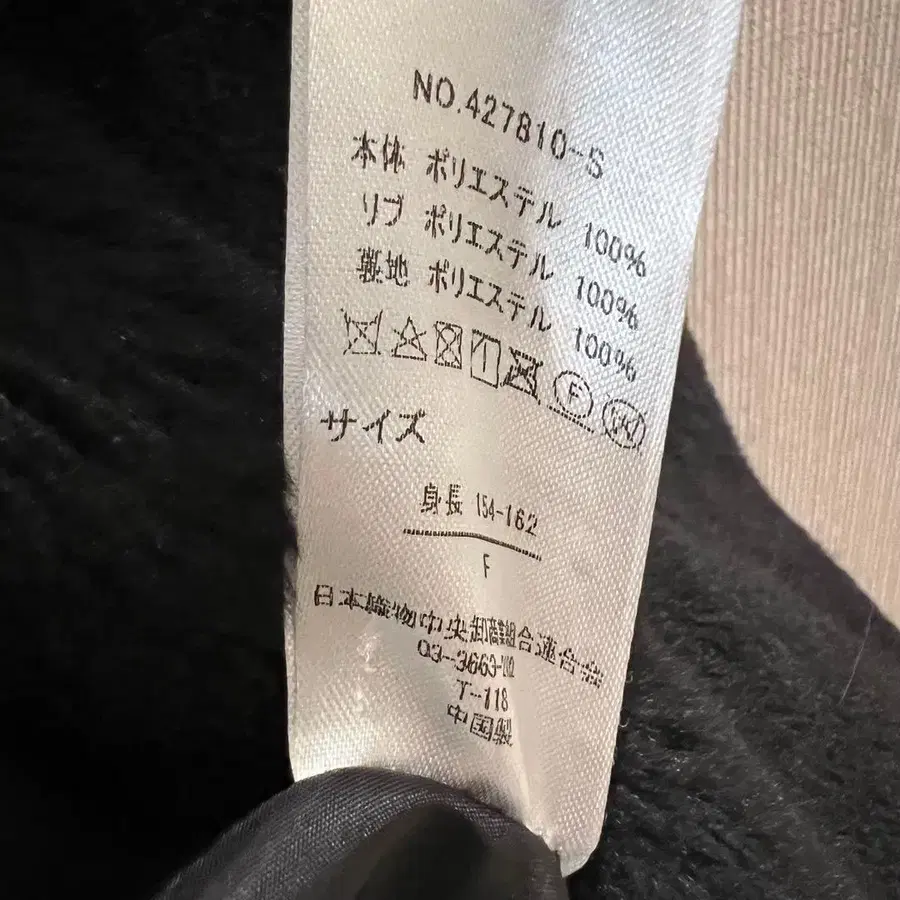 NO.427810-S
本体 ポリエステル 100%
リブ ポリエステル 100%
裏地 ポリエステル 100%
F
サイズ
身長 154-162
F
日本織物中央卸商業組合連合会
03-3663-
T-118
中国製